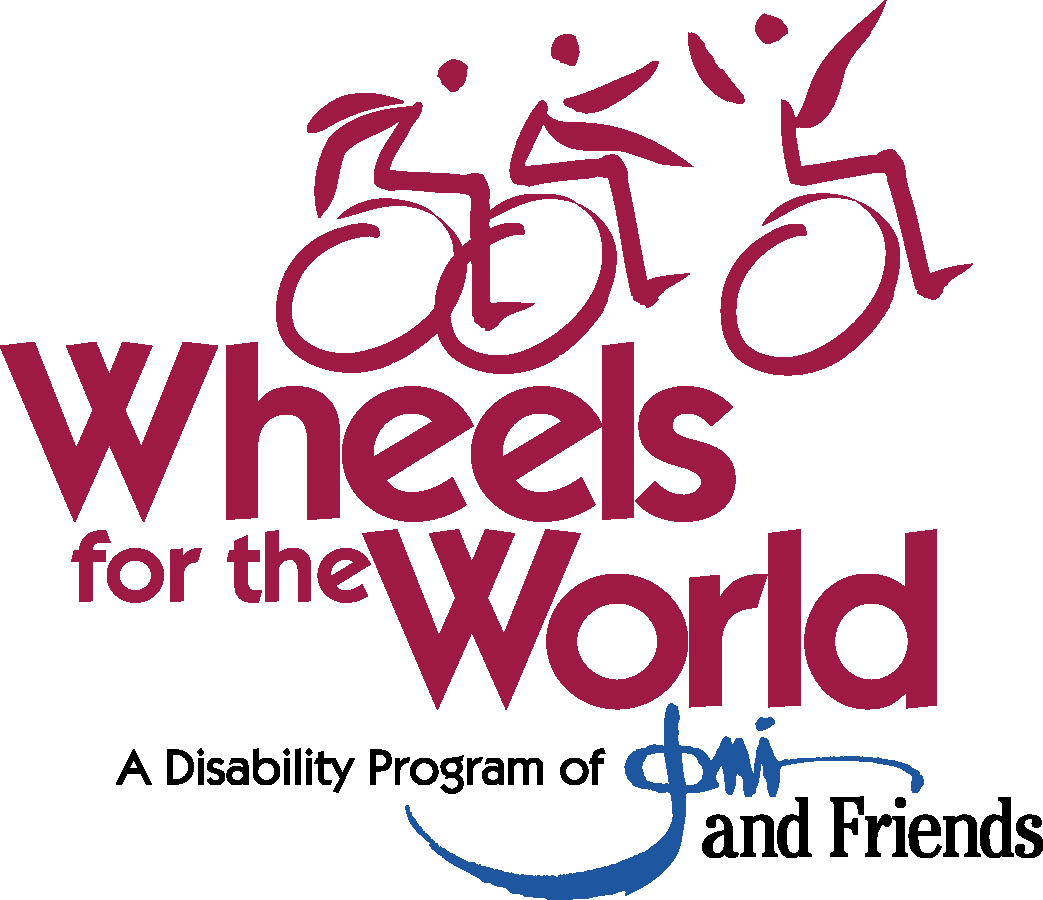 Wheels
for the World
A Disability Program of Joni
and Friends